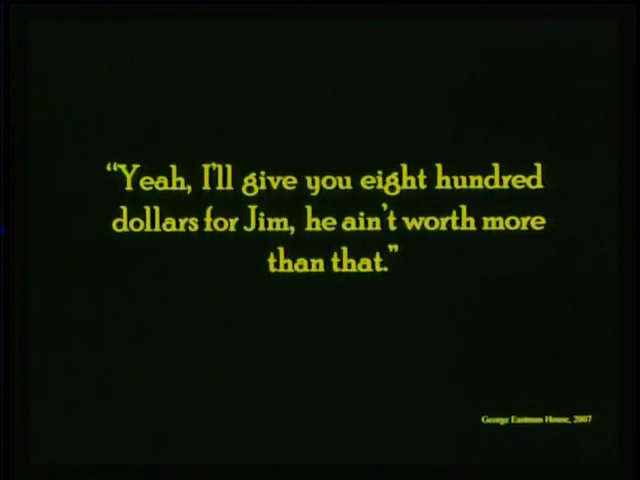 “Yeah, I'll give you eight hundred
dollars for Jim, he ain't worth more
than that.”
George Eastman House, 2007